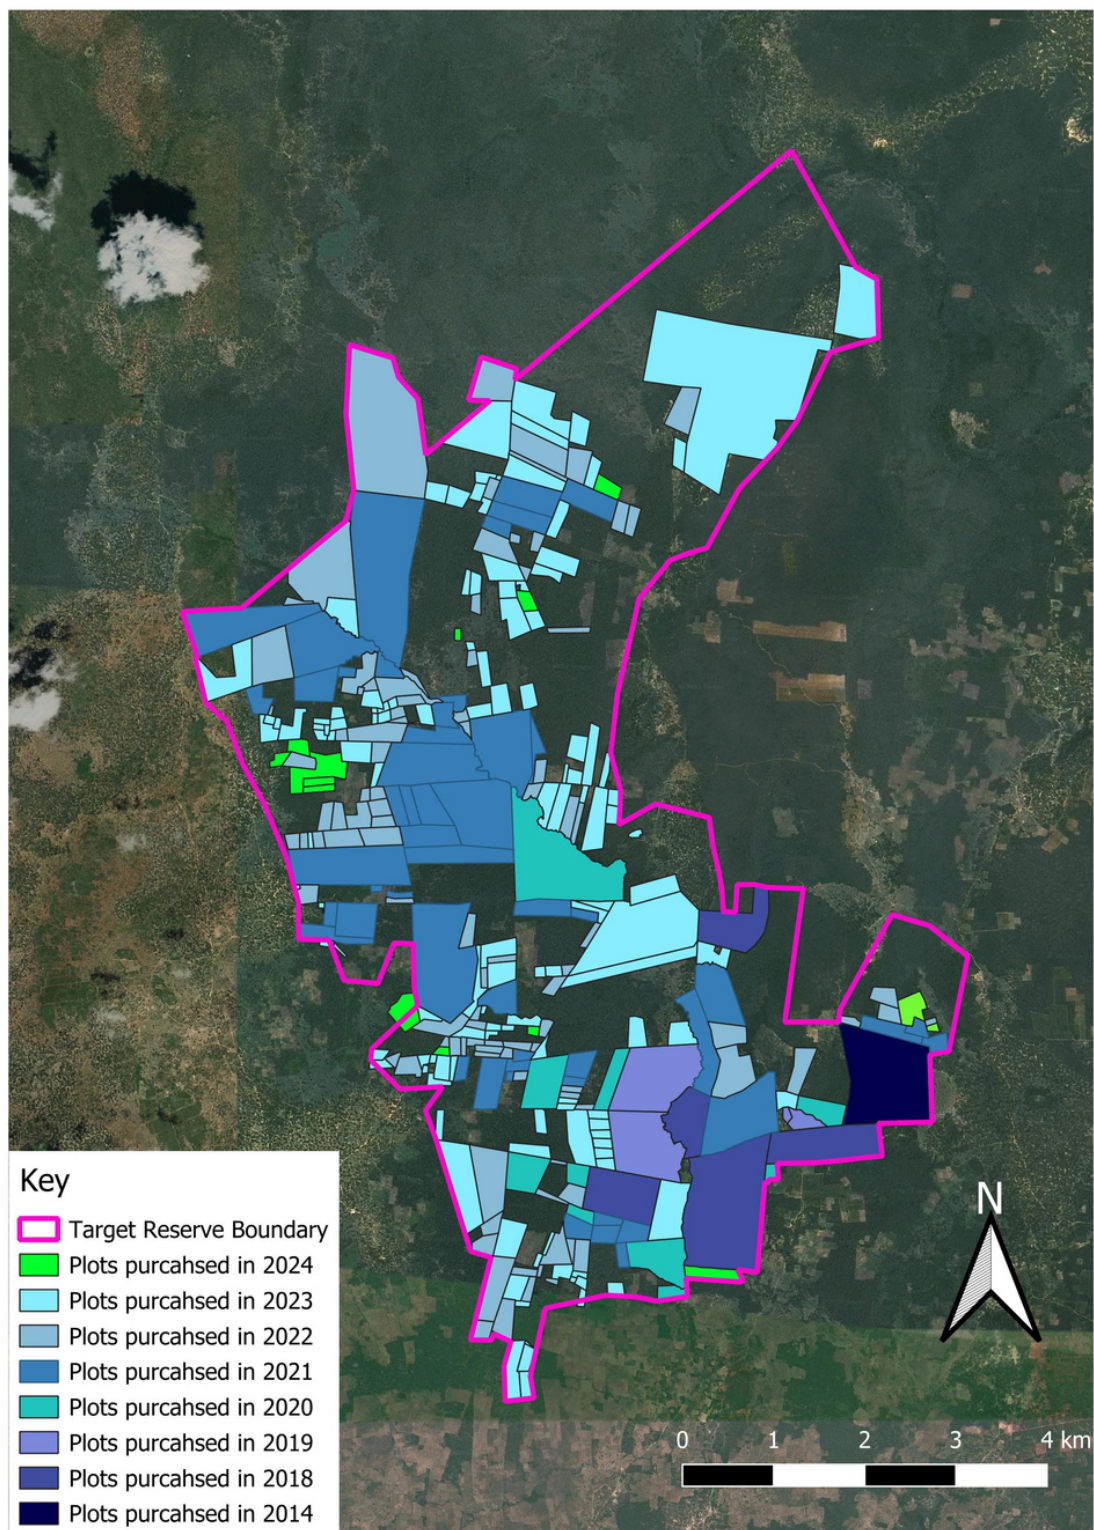 N
Key
Target Reserve Boundary
Plots purcahsed in 2024
Plots purcahsed in 2023
Plots purcahsed in 2022
Plots purcahsed in 2021
Plots purcahsed in 2020
Plots purcahsed in 2019
Plots purcahsed in 2018
Plots purcahsed in 2014
0 1 2 3 4 km